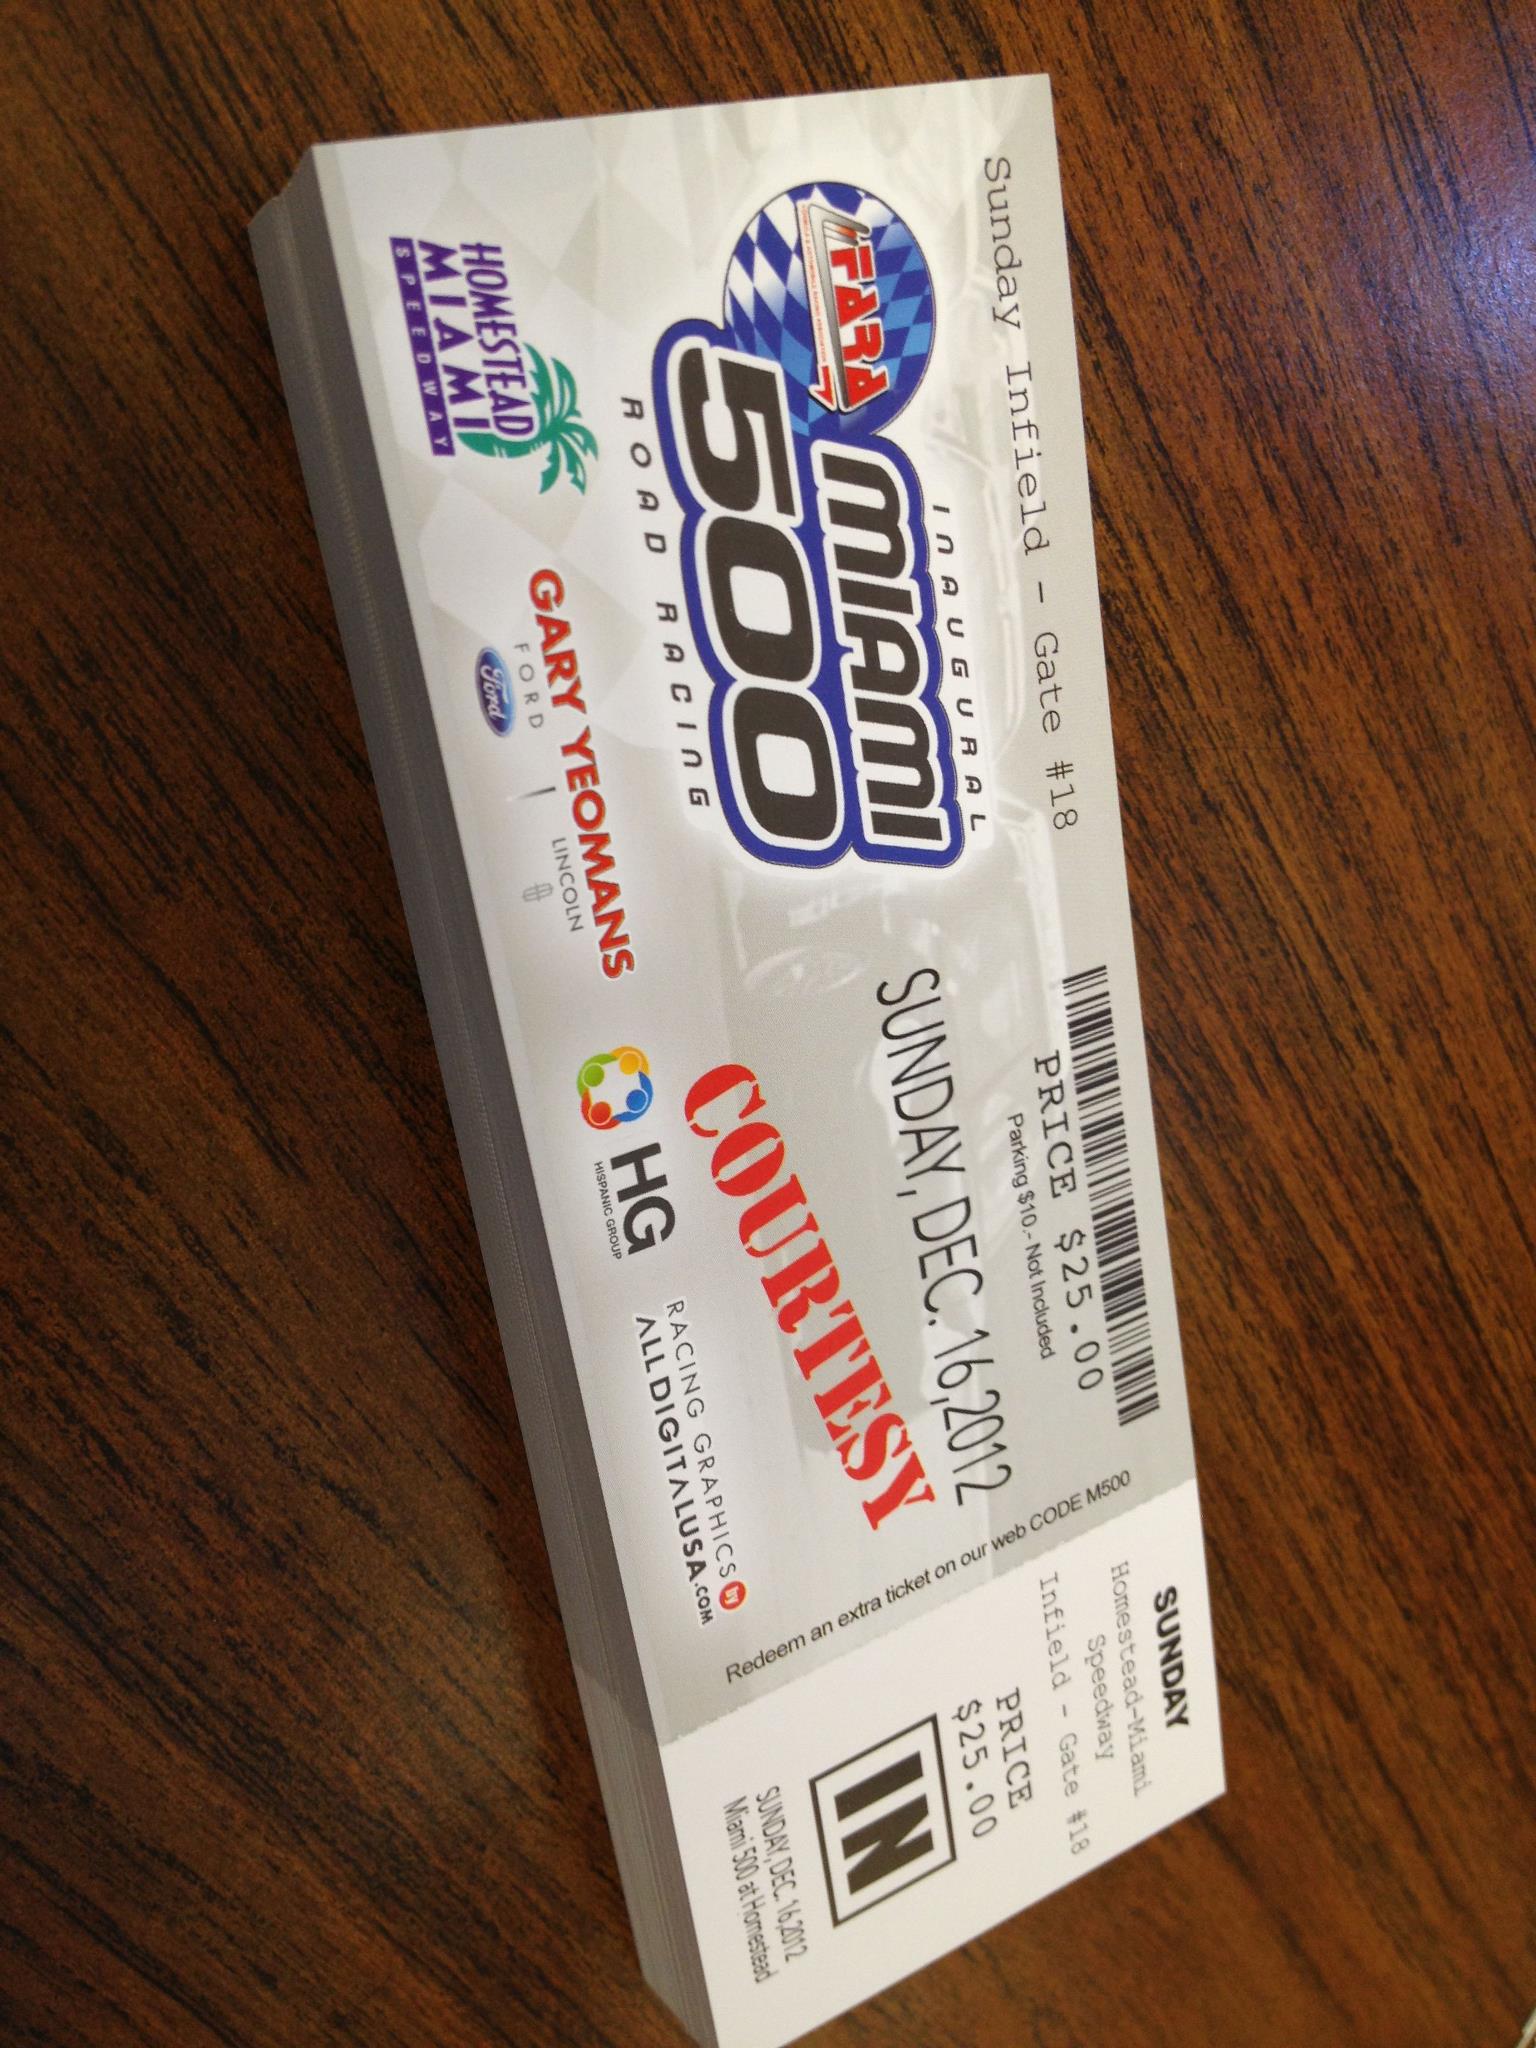 Sunday Infield - Gate #18
FARA
INAUGURAL
MIAMI
500
ROAD RACING
HOMESTEAD
MIAMI
SPEEDWAY
GARY YEOMANS
FORD | LINCOLN
Ford
PRICE $25.00
Parking $10.- Not Included
SUNDAY, DEC. 16,2012
COURTESY
HG
HISPANIC GROUP
RACING GRAPHICS by
ALLDIGITALUSA.COM
Redeem an extra ticket on our web CODE M500
SUNDAY
Homestead-Miami
Speedway
Infield - Gate #18
PRICE
$25.00
IN
SUNDAY, DEC. 16,2012
Miami 500 at Homestead